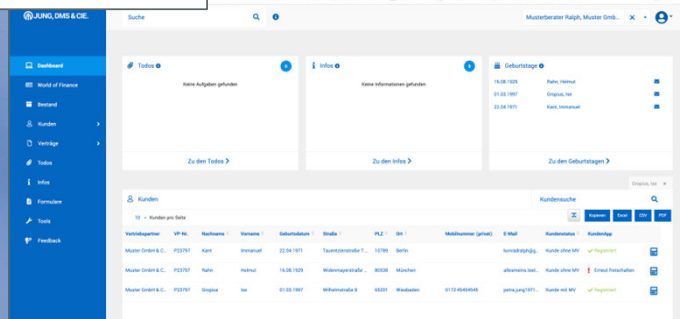 JUNG, DMS & CIE.
Suche
Musterberater Ralph, Muster Gmb..
Dashboard
World of Finance
Bestand
Kunden
Verträge
Todos
Infos
Formulare
Tools
Feedback
Todos
0
Keine Aufgaben gefunden
Zu den Todos
Infos
0
Keine Informationen gefunden
Zu den Infos
Geburtstage
16.08.1929 Rahn, Helmut
01.03.1997 Gropius, Ise
22.04.1971 Kant, Immanuel
Zu den Geburtstagen
Gropius, Ise ×
Kunden
Kundensuche
10 Kunden pro Seite
Kopieren Excel CSV PDF
Vertriebspartner VP-Nr. Nachname Vorname Geburtsdatum Straße PLZ Ort Mobilnummer (privat) E-Mail Kundenstatus KundenApp
Muster GmbH & C.. P23797 Kant Immanuel 22.04.1971 Tauentzienstraße 7.. 10789 Berlin Kunde ohne MV Registriert
Muster GmbH & C.. P23797 Rahn Helmut 16.08.1929 Widenmayerstraße .. 80538 München Kunde ohne MV Erneut freischalten
Muster GmbH & C.. P23797 Gropius Ise 01.03.1997 Wilhelmstraße 8 Wiesbaden Kunde mit MV Registriert